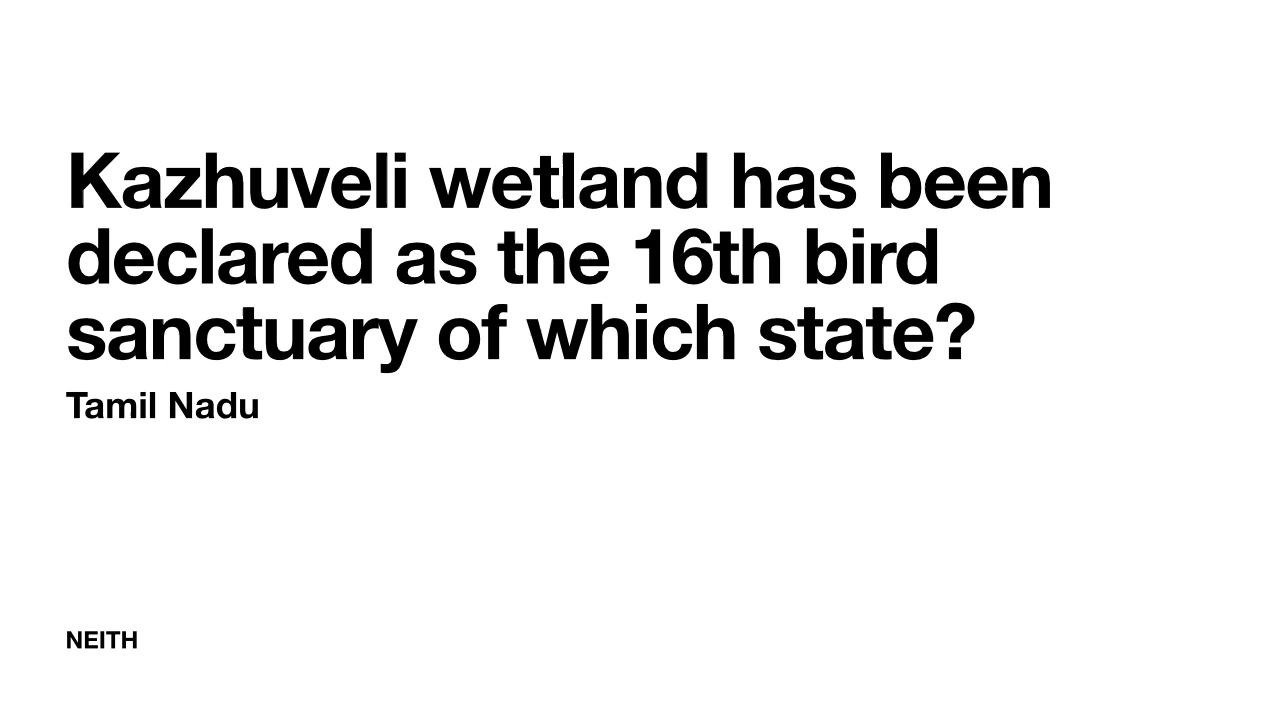 Kazhuveli wetland has been
declared as the 16th bird
sanctuary of which state?
Tamil Nadu
NEITH